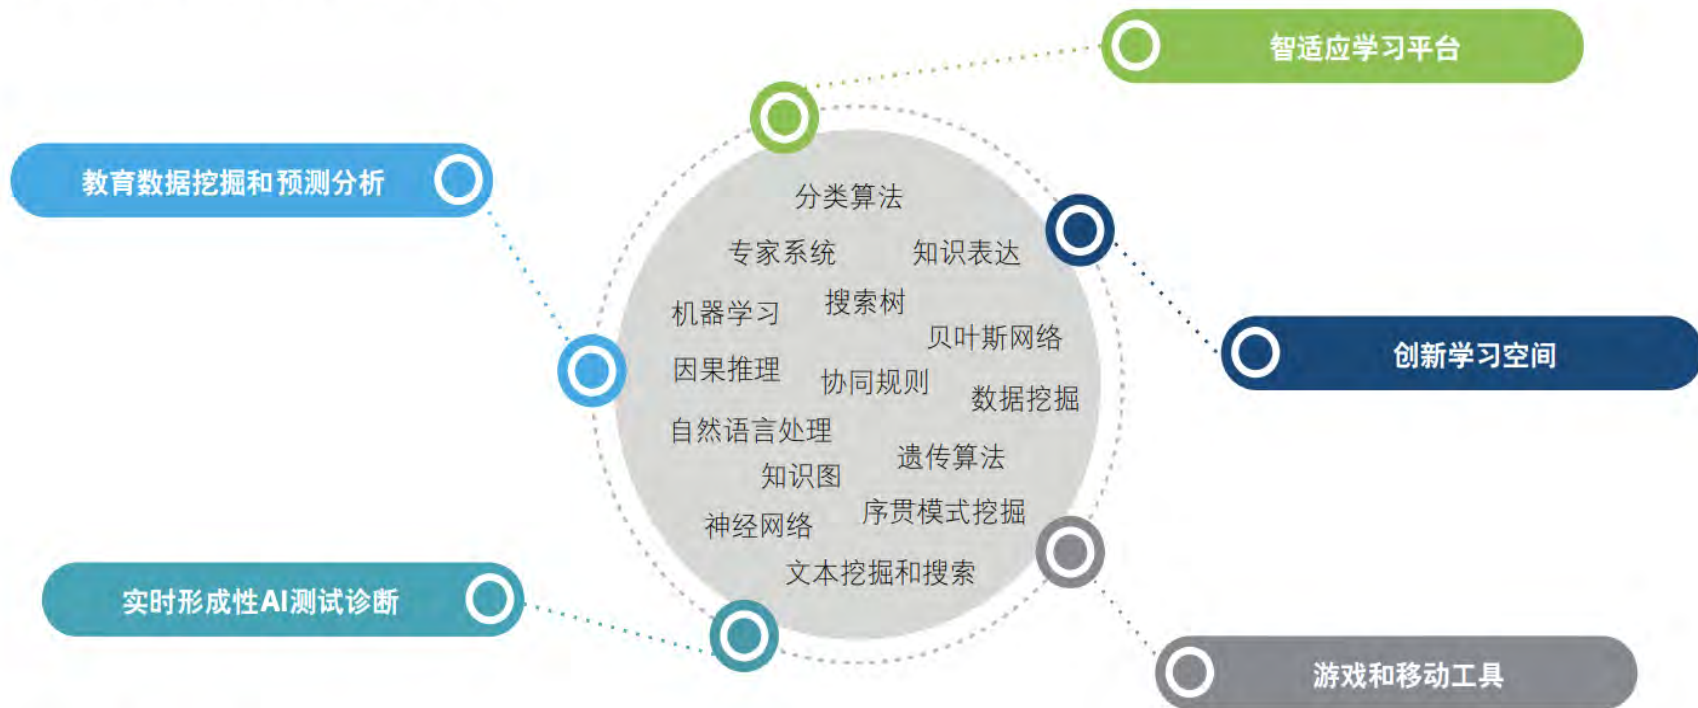 智适应学习平台
教育数据挖掘和预测分析
分类算法
专家系统
知识表达
搜索树
机器学习
贝叶斯网络
创新学习空间
因果推理
协同规则
数据挖掘
自然语言处理
遗传算法
知识图
序贯模式挖掘
神经网络
文本挖掘和搜索
实时形成性AI测试诊断
游戏和移动工具